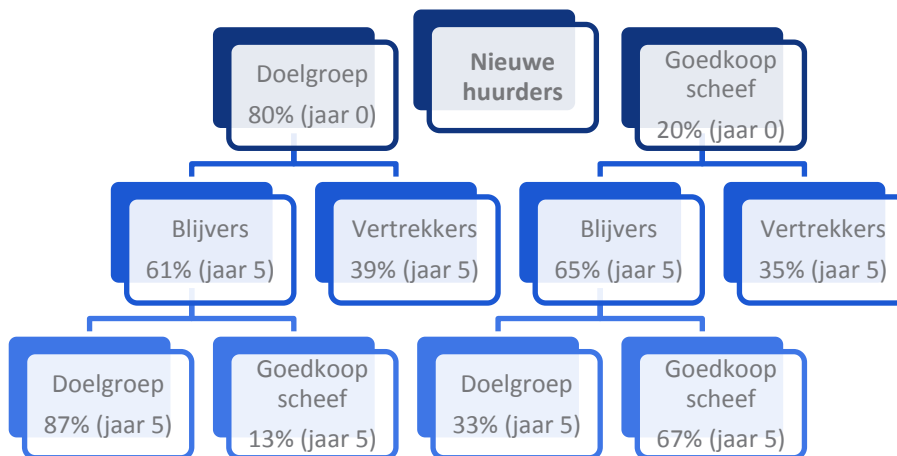 Doelgroep
80% (jaar 0)
Nieuwe
huurders
Goedkoop
scheef
20% (jaar 0)
Blijvers
61% (jaar 5)
Vertrekkers
39% (jaar 5)
Blijvers
65% (jaar 5)
Vertrekkers
35% (jaar 5)
Doelgroep
87% (jaar 5)
Goedkoop
scheef
13% (jaar 5)
Doelgroep
33% (jaar 5)
Goedkoop
scheef
67% (jaar 5)